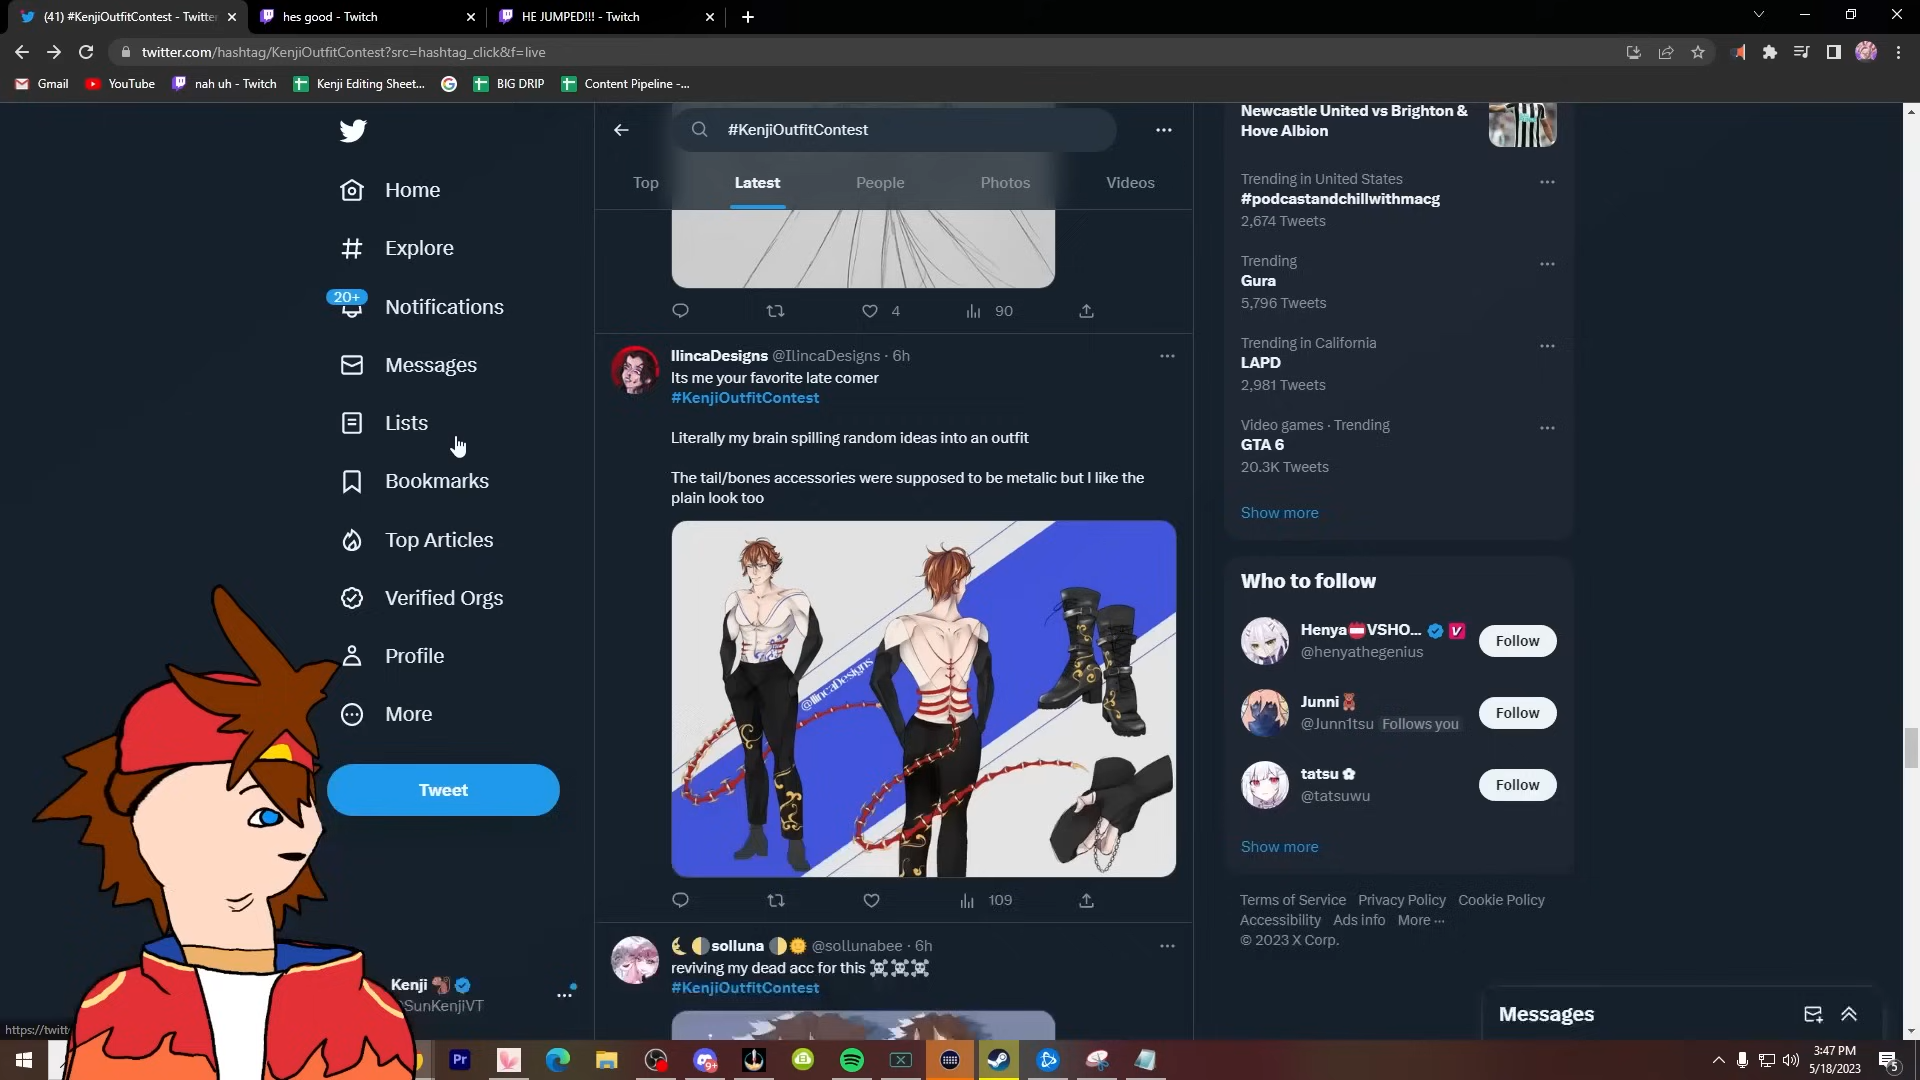 (41) #KenjiOutfitContest - Twitter
hes good - Twitch
HE JUMPED!!! - Twitch
twitter.com/hashtag/KenjiOutfitContest?src=hashtag_click&f=live
Gmail
YouTube
nah uh - Twitch
Kenji Editing Sheet...
BIG DRIP
Content Pipeline -...
Home
Explore
20+
Notifications
Messages
Lists
Bookmarks
Top Articles
Verified Orgs
Profile
More
Tweet
Kenji
@SunKenjiVT
https://twitt
#KenjiOutfitContest
Top
Latest
People
Photos
Videos
4
90
IlincaDesigns @IlincaDesigns · 6h
Its me your favorite late comer
#KenjiOutfitContest
Literally my brain spilling random ideas into an outfit
The tail/bones accessories were supposed to be metalic but I like the
plain look too
@IlincaDesigns
109
solluna @sollunabee · 6h
reviving my dead acc for this
#KenjiOutfitContest
Newcastle United vs Brighton &
Hove Albion
Trending in United States
#podcastandchillwithmacg
2,674 Tweets
Trending
Gura
5,796 Tweets
Trending in California
LAPD
2,981 Tweets
Video games · Trending
GTA 6
20.3K Tweets
Show more
Who to follow
Henya VSHO...
@henyathegenius
Follow
Junni
@Junn1tsu Follows you
Follow
tatsu
@tatsuwu
Follow
Show more
Terms of Service Privacy Policy Cookie Policy
Accessibility Ads info More ...
© 2023 X Corp.
Messages
Pr
9+
3:47 PM
5/18/2023
5